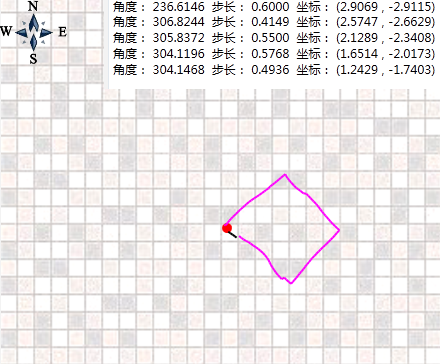 N
W E
S
角度： 236.6146 步长： 0.6000 坐标： (2.9069 , -2.9115)
角度： 306.8244 步长： 0.4149 坐标： (2.5747 , -2.6629)
角度： 305.8372 步长： 0.5500 坐标： (2.1289 , -2.3408)
角度： 304.1196 步长： 0.5768 坐标： (1.6514 , -2.0173)
角度： 304.1468 步长： 0.4936 坐标： (1.2429 , -1.7403)